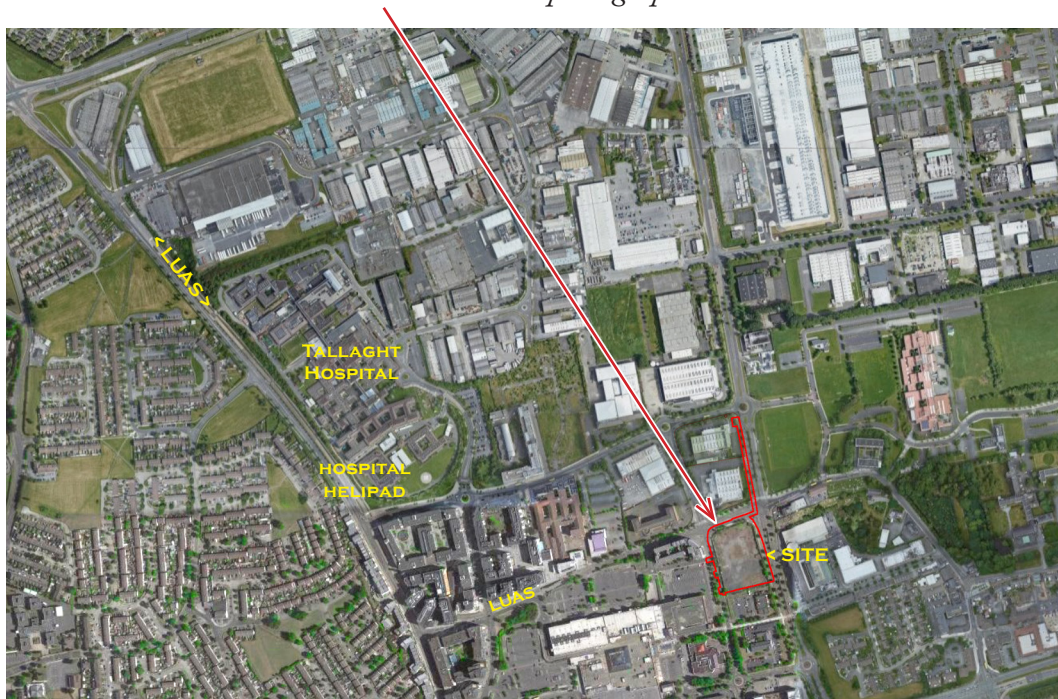 < LUAS >
TALLAGHT
HOSPITAL
HOSPITAL
HELIPAD
< SITE
LUAS